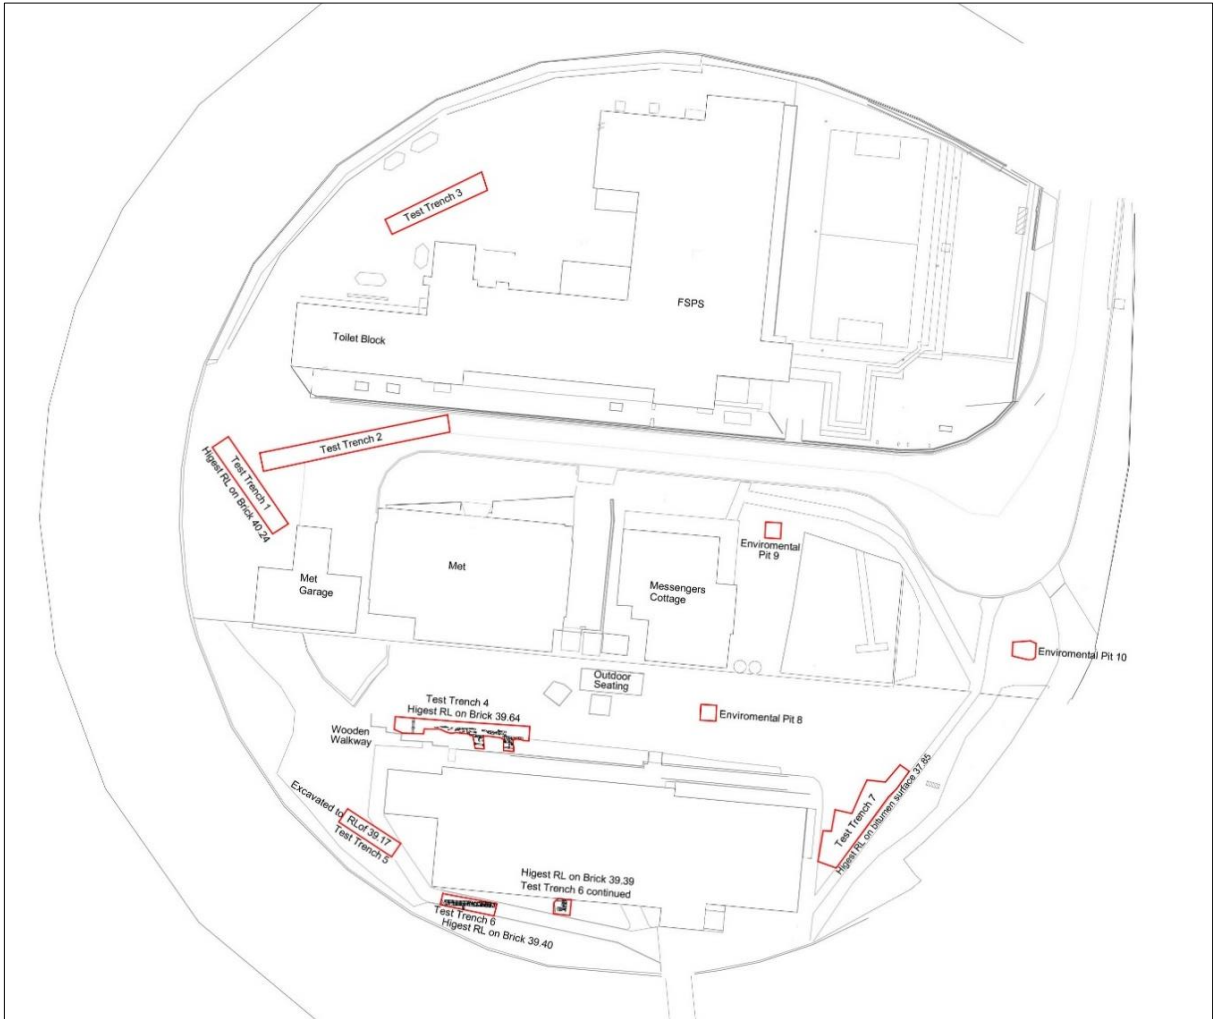 Test Trench 3
FSPS
Toilet Block
Test Trench 2
Test Trench 1
Higest RL on Brick 40.24
Enviromental
Pit 9
Met
Met
Garage
Messengers
Cottage
Enviromental Pit 10
Outdoor
Seating
Test Trench 4
Higest RL on Brick 39.64
Enviromental Pit 8
Wooden
Walkway
Test Trench 7
Higest RL on bitumen surface 37.85
Excavated to RLof 39.17
Test Trench 5
Higest RL on Brick 39.39
Test Trench 6 continued
Test Trench 6
Higest RL on Brick 39.40